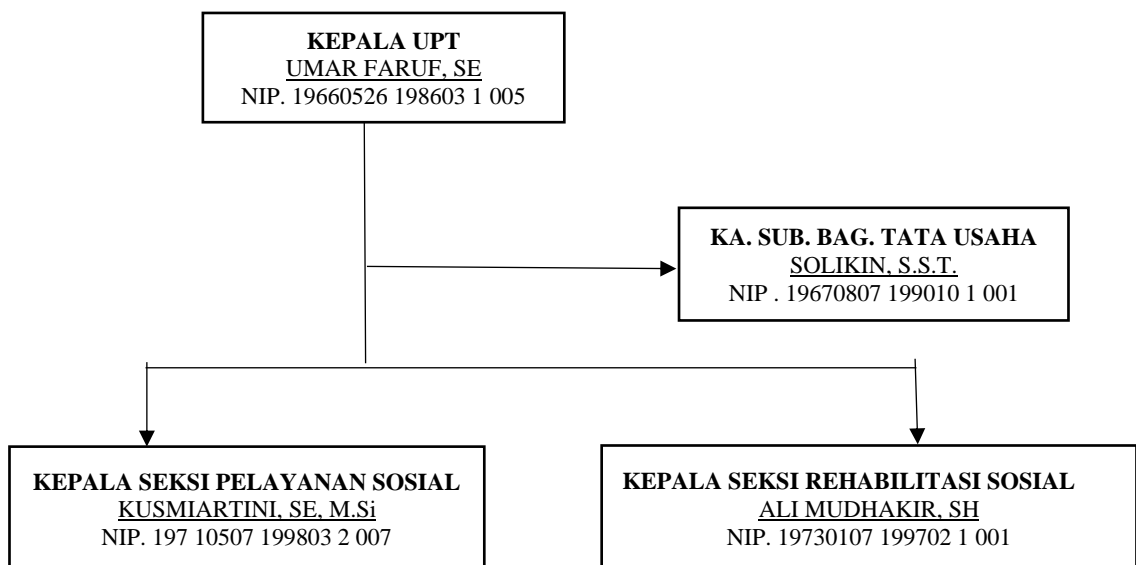 KEPALA UPT
UMAR FARUF, SE
NIP. 19660526 198603 1 005
KA. SUB. BAG. TATA USAHA
SOLIKIN, S.S.T.
NIP . 19670807 199010 1 001
KEPALA SEKSI PELAYANAN SOSIAL
KUSMIARTINI, SE, M.Si
NIP. 197 10507 199803 2 007
KEPALA SEKSI REHABILITASI SOSIAL
ALI MUDHAKIR, SH
NIP. 19730107 199702 1 001